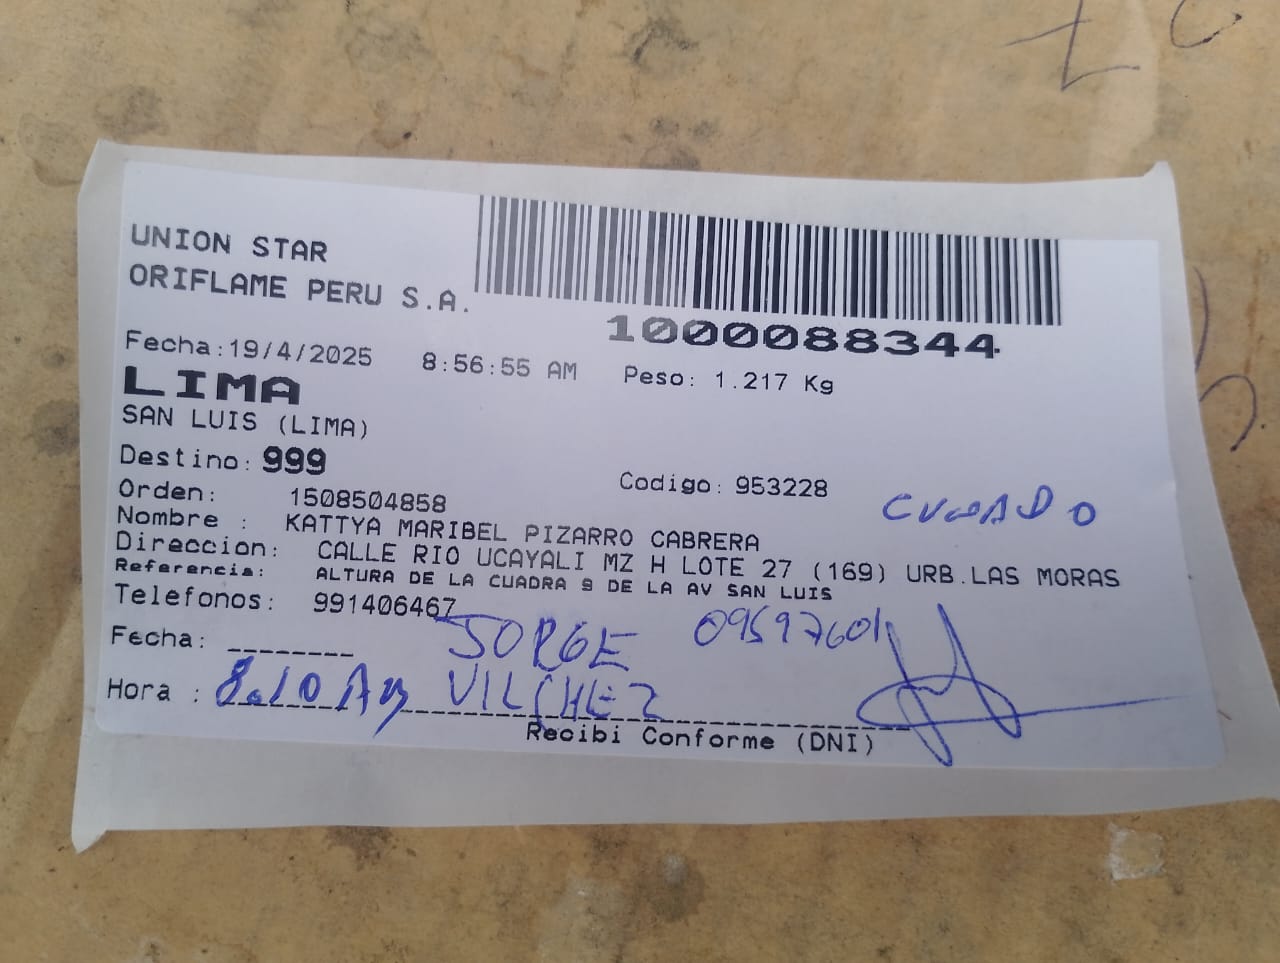 UNION STAR
ORIFLAME PERU S.A.
1000088344
Fecha:19/4/2025 8:56:55 AM Peso: 1.217 Kg
LIMA
SAN LUIS (LIMA)
Destino: 999
Codigo: 953228
CUÑADO
Orden: 1508504858
Nombre : KATTYA MARIBEL PIZARRO CABRERA
Direccion: CALLE RIO UCAYALI MZ H LOTE 27 (169) URB.LAS MORAS
Referencia: ALTURA DE LA CUADRA 9 DE LA AV SAN LUIS
Telefonos: 991406467
Fecha: ________ JORGE 09597601
Hora : 8.10 Am VILCHEZ
Recibi Conforme (DNI)